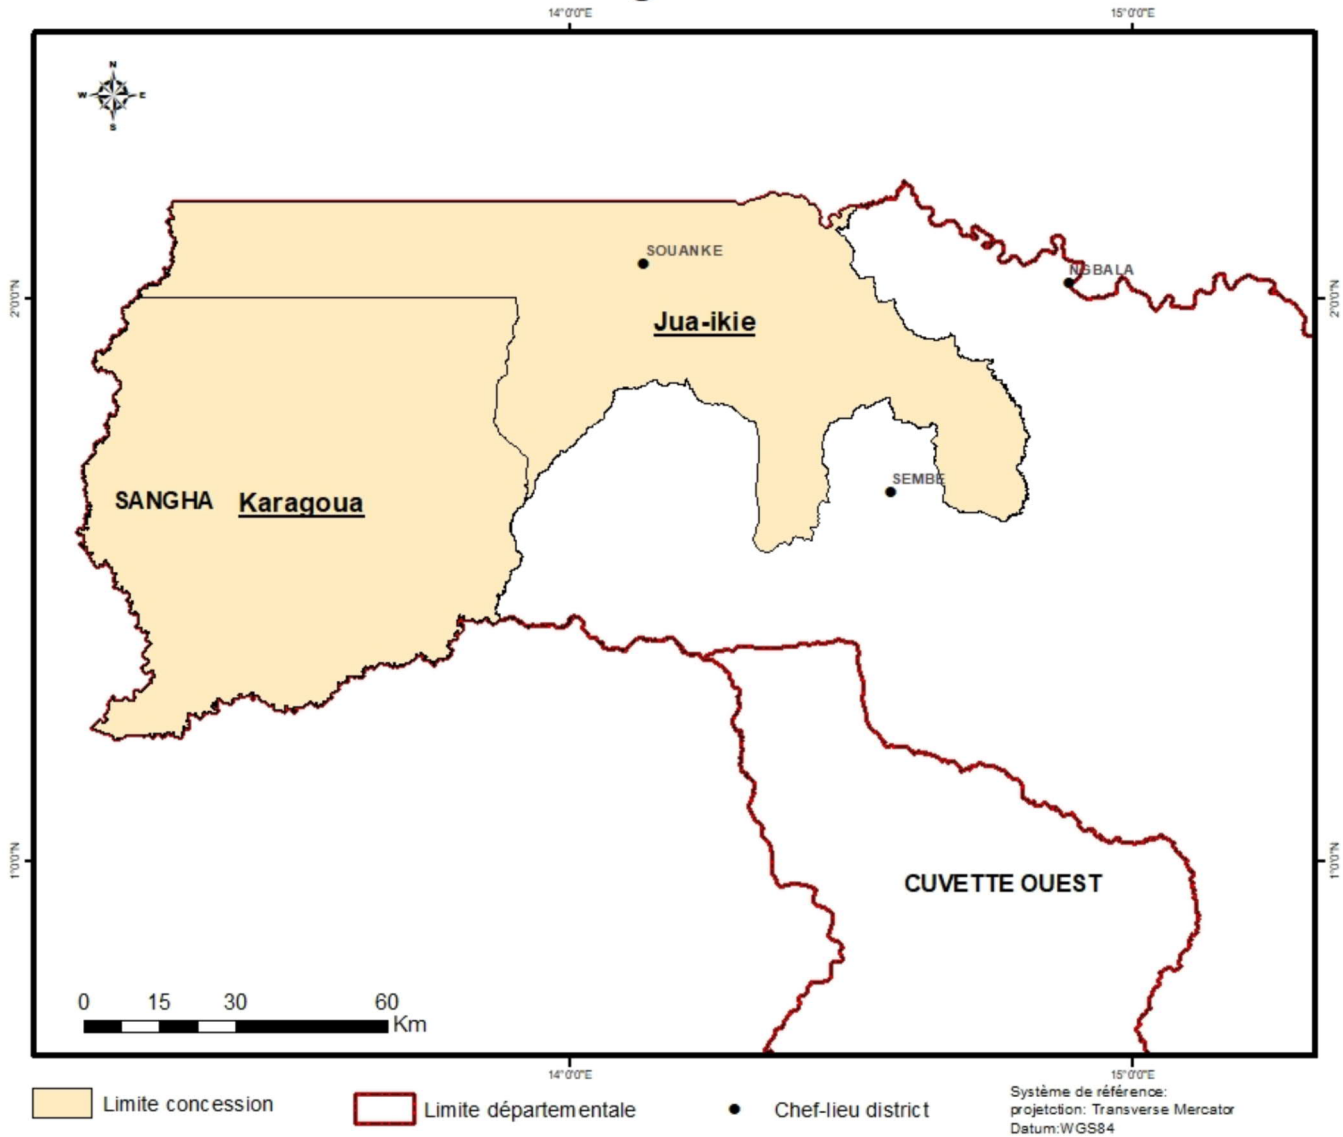 14°0'0"E 15°0'0"E
N
W E
S
SOUANKE
NGBALA
2°0'0"N 2°0'0"N
Jua-ikie
SEMBE
SANGHA Karagoua
1°0'0"N 1°0'0"N
CUVETTE OUEST
0 15 30 60
Km
14°0'0"E 15°0'0"E
Limite concession
Limite départementale
Chef-lieu district
Système de référence:
projetction: Transverse Mercator
Datum:WGS84